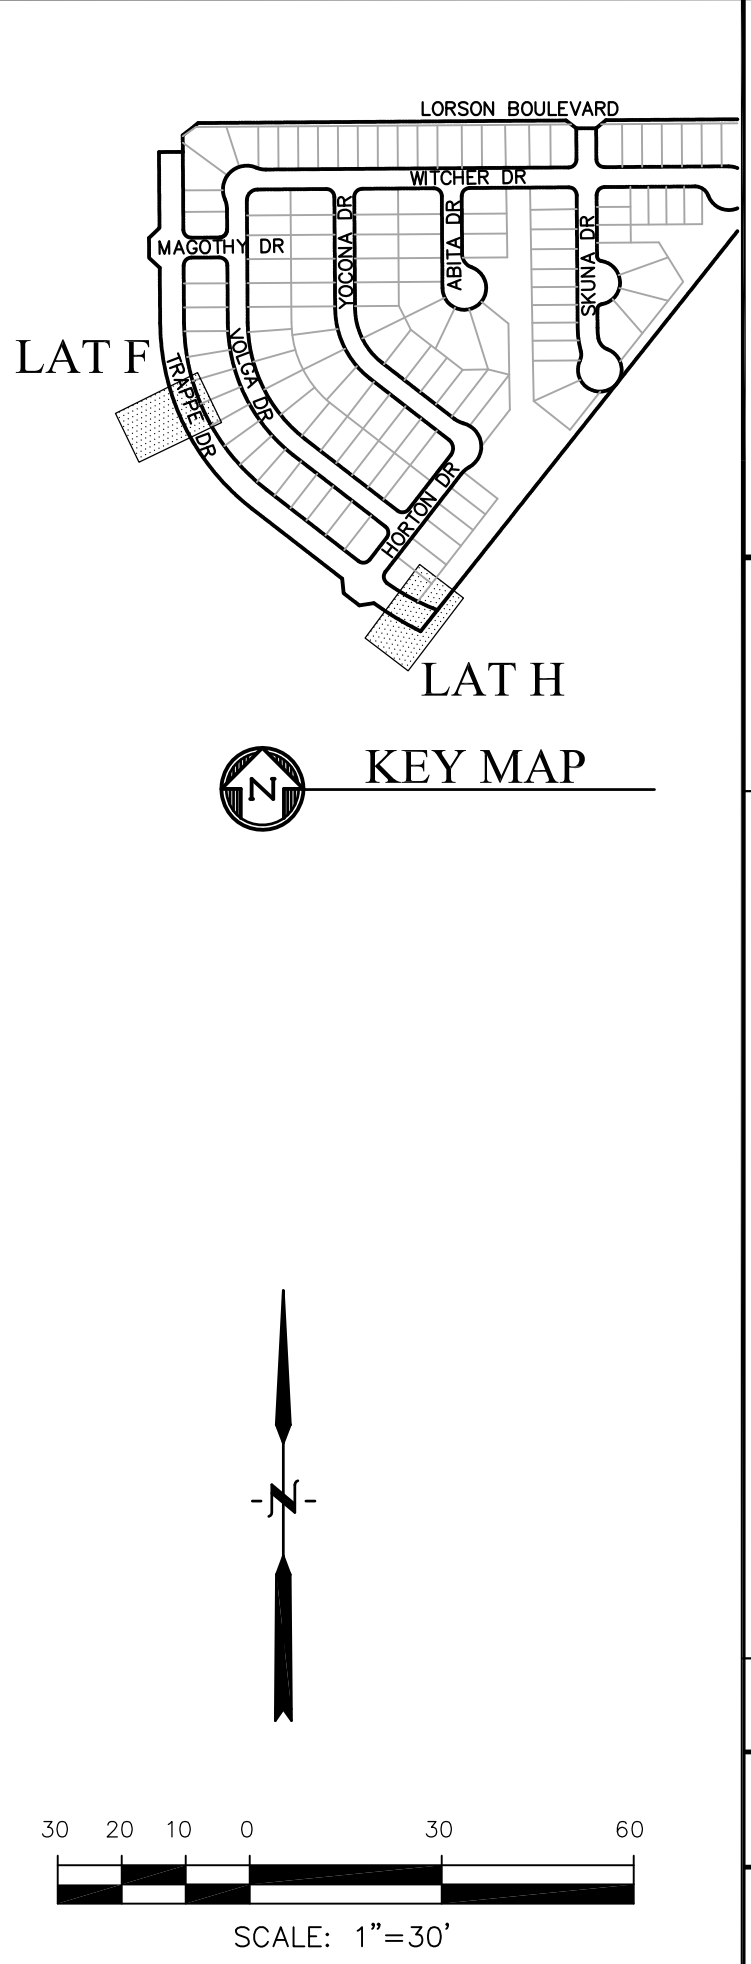 LORSON BOULEVARD
WITCHER DR
MAGOTHY DR
YOCONA DR
ABITA DR
SKUNA DR
LAT F
TRAPPE DR
VOLGA DR
HORTON DR
LAT H
N
KEY MAP
N
30 20 10 0 30 60
SCALE: 1"=30'